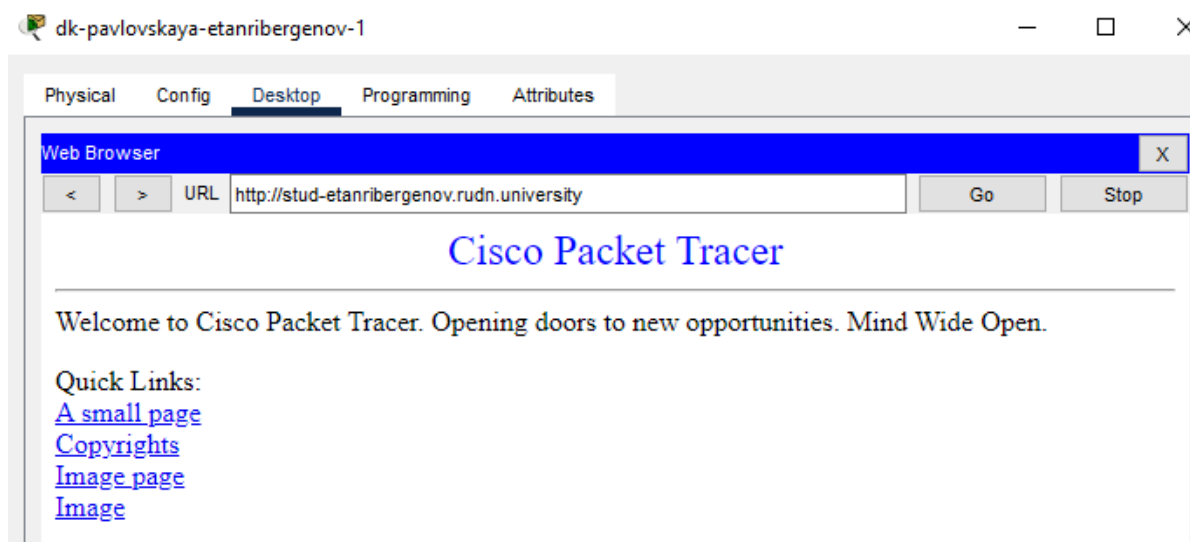 dk-pavlovskaya-etanribergenov-1
Physical Config Desktop Programming Attributes
Web Browser X
< > URL http://stud-etanribergenov.rudn.university Go Stop
Cisco Packet Tracer
Welcome to Cisco Packet Tracer. Opening doors to new opportunities. Mind Wide Open.
Quick Links:
A small page
Copyrights
Image page
Image